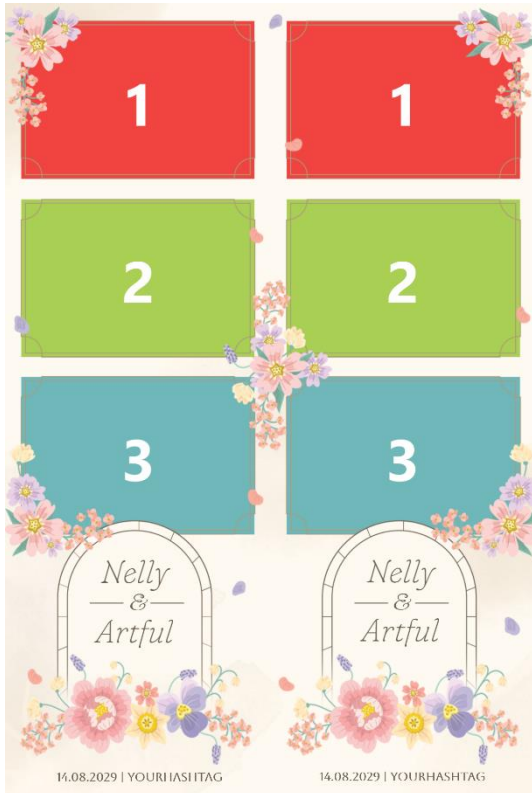 1 1
2 2
3 3
Nelly
&
Artful
14.08.2029 | YOURHASHTAG
Nelly
&
Artful
14.08.2029 | YOURHASHTAG